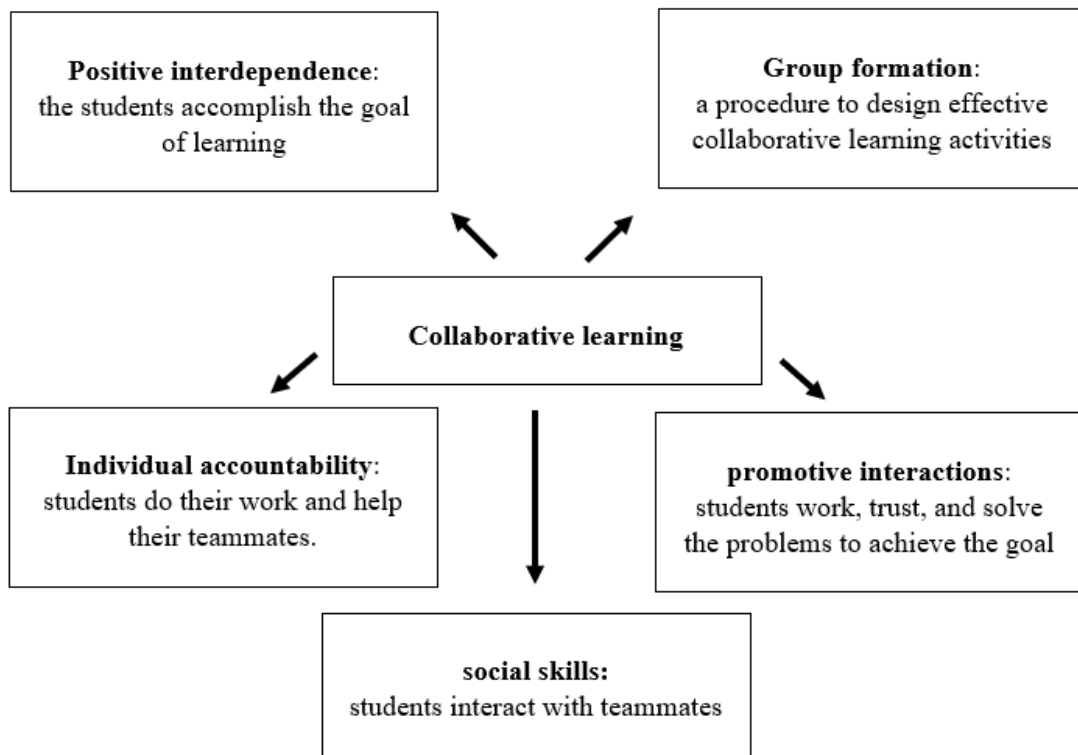 Positive interdependence:
the students accomplish the goal
of learning
Group formation:
a procedure to design effective
collaborative learning activities
Collaborative learning
Individual accountability:
students do their work and help
their teammates.
promotive interactions:
students work, trust, and solve
the problems to achieve the goal
social skills:
students interact with teammates